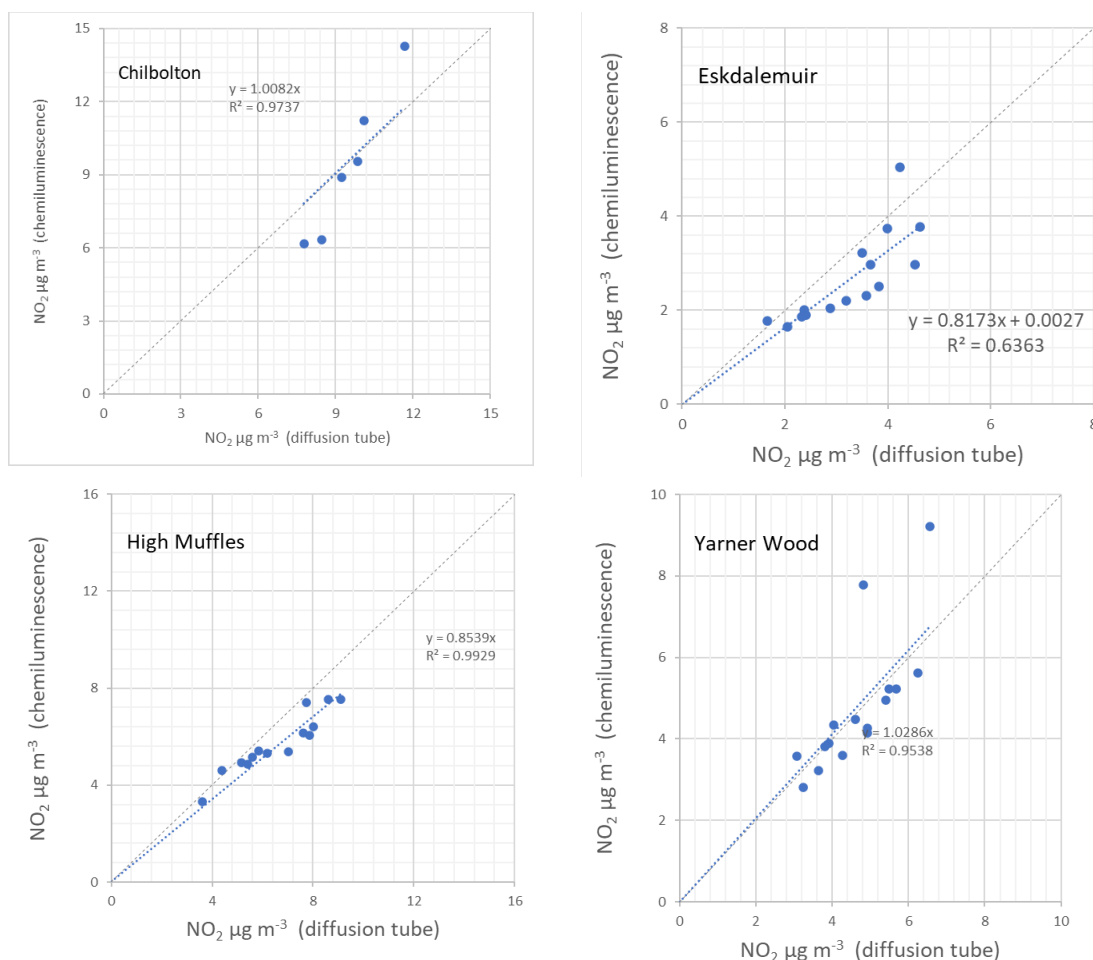 Chilbolton
y = 1.0082x
R² = 0.9737
NO₂ µg m⁻³ (chemiluminescence)
15
12
9
6
3
0
0 3 6 9 12 15
NO₂ µg m⁻³ (diffusion tube)
Eskdalemuir
NO₂ µg m⁻³ (chemiluminescence)
8
6
4
2
0
y = 0.8173x + 0.0027
R² = 0.6363
0 2 4 6 8
NO₂ µg m⁻³ (diffusion tube)
High Muffles
NO₂ µg m⁻³ (chemiluminescence)
16
12
8
4
0
y = 0.8539x
R² = 0.9929
0 4 8 12 16
NO₂ µg m⁻³ (diffusion tube)
Yarner Wood
NO₂ µg m⁻³ (chemiluminescence)
10
8
6
4
2
0
= 1.0286x
R² = 0.9538
0 2 4 6 8 10
NO₂ µg m⁻³ (diffusion tube)